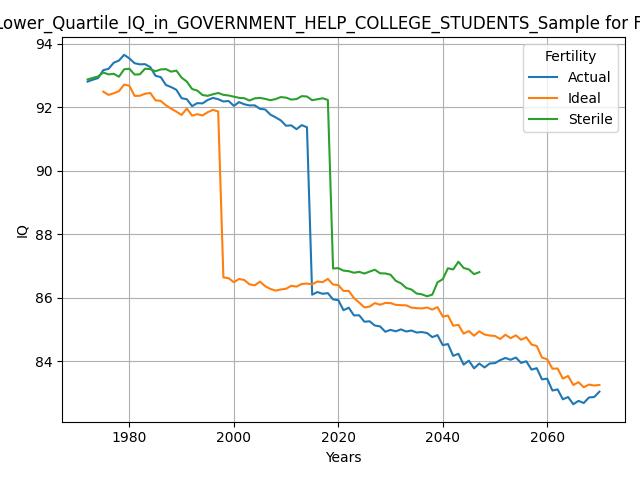 Lower_Quartile_IQ_in_GOVERNMENT_HELP_COLLEGE_STUDENTS_Sample for F
94
92
90
88
86
84
IQ
Fertility
Actual
Ideal
Sterile
1980 2000 2020 2040 2060
Years